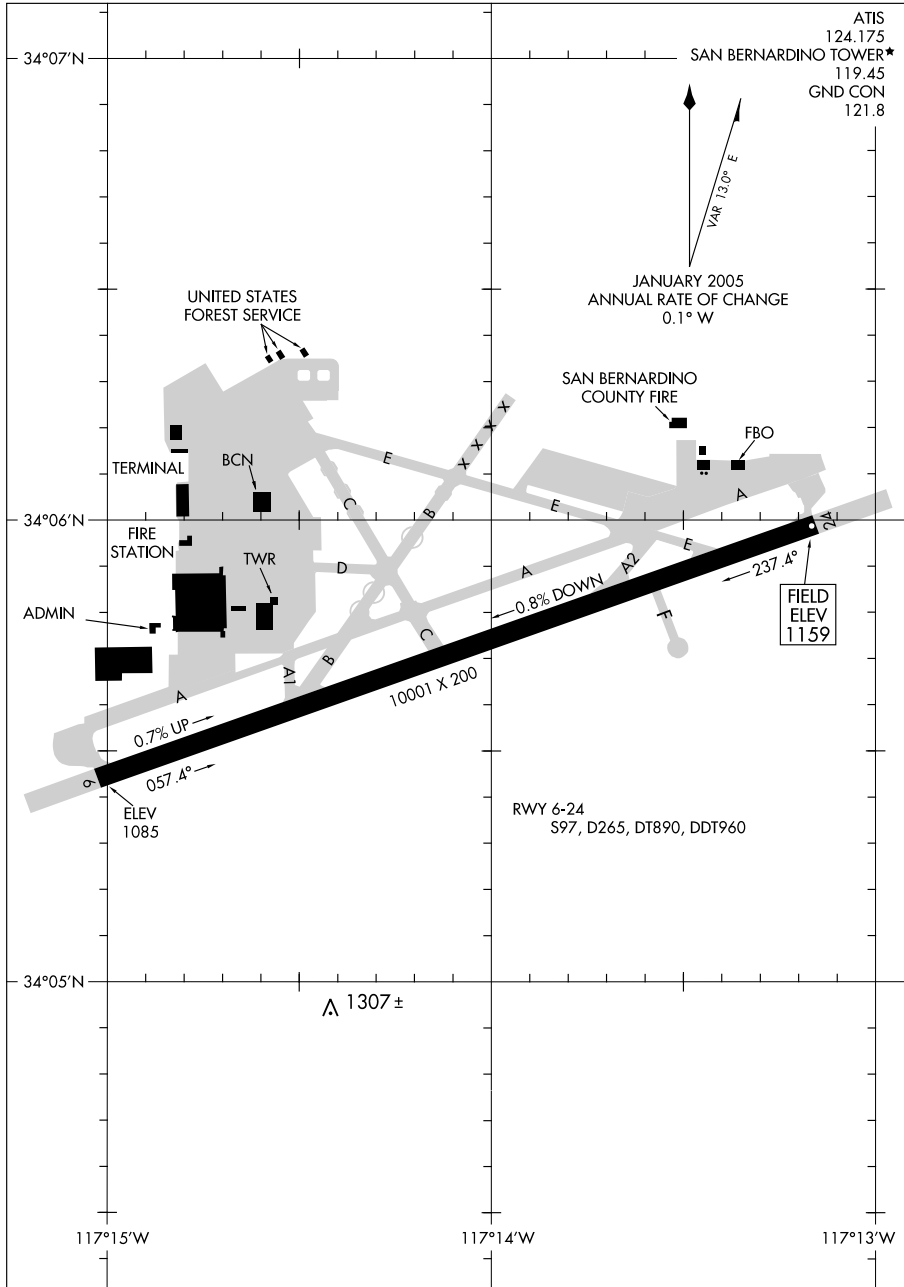 ATIS
124.175
SAN BERNARDINO TOWER★
119.45
GND CON
121.8
34°07'N
VAR 13.0° E
JANUARY 2005
ANNUAL RATE OF CHANGE
0.1° W
UNITED STATES
FOREST SERVICE
SAN BERNARDINO
COUNTY FIRE
FBO
TERMINAL
BCN
E
X
X
X
X
C
B
E
A
34°06'N
24
FIRE
STATION
TWR
D
A
A2
E
237.4°
0.8% DOWN
FIELD
ELEV
1159
ADMIN
F
C
B
A1
A
10001 X 200
0.7% UP
057.4°
6
ELEV
1085
RWY 6-24
S97, D265, DT890, DDT960
34°05'N
1307 ±
117°15'W
117°14'W
117°13'W